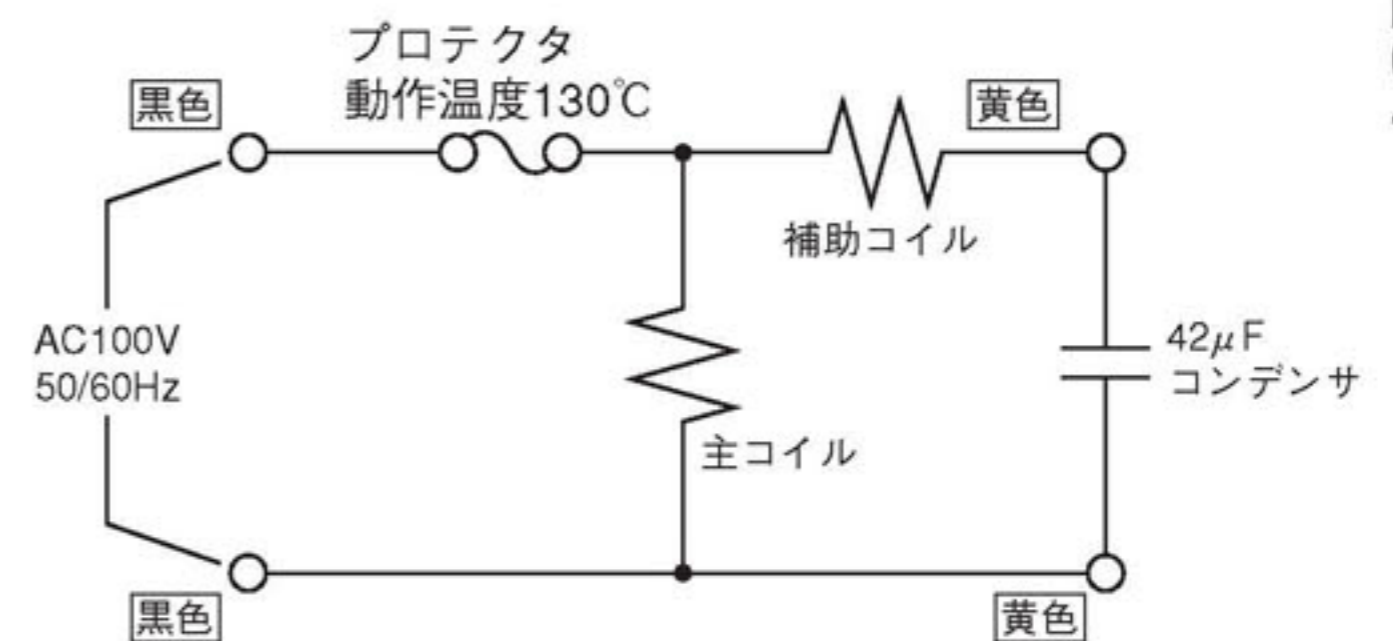 プロテクタ
動作温度130℃
黒色
黄色
補助コイル
AC100V
50/60Hz
42μF
コンデンサ
主コイル
黒色
黄色